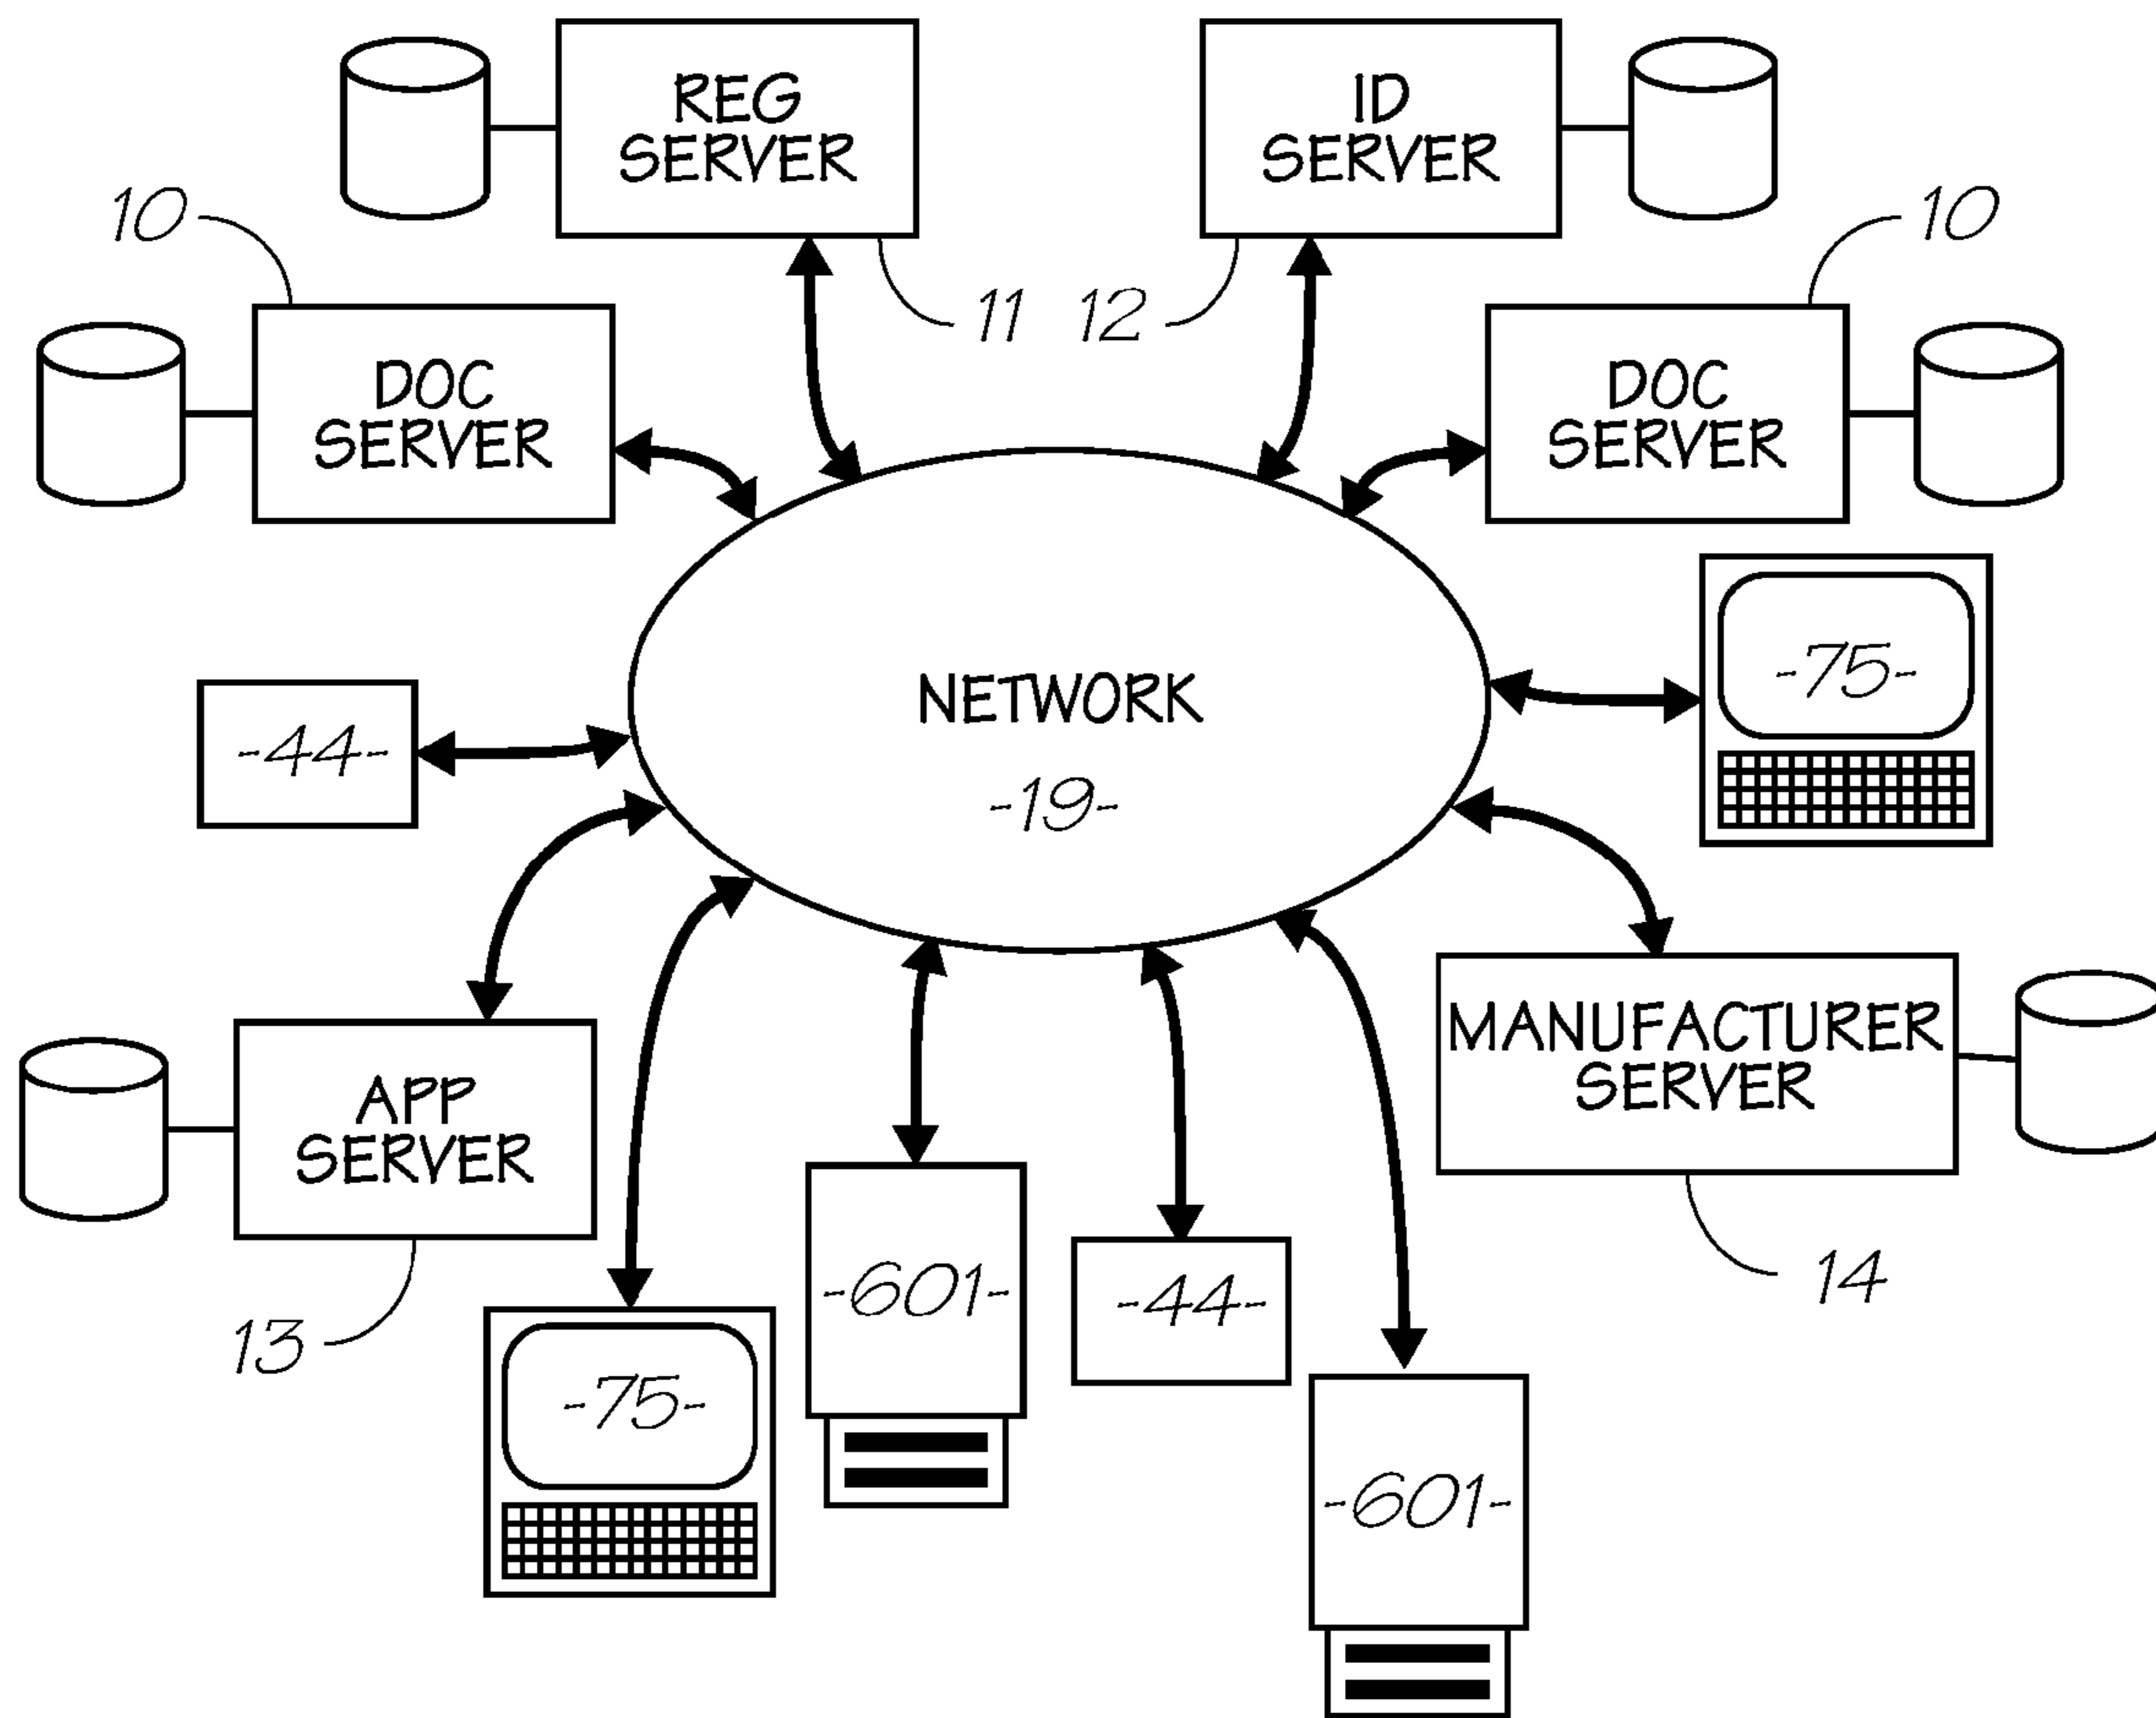 REG
SERVER
ID
SERVER
10
10
11
12
DOC
SERVER
DOC
SERVER
-75-
NETWORK
-19-
-44-
MANUFACTURER
SERVER
APP
SERVER
14
-601-
-44-
13
-75-
-601-